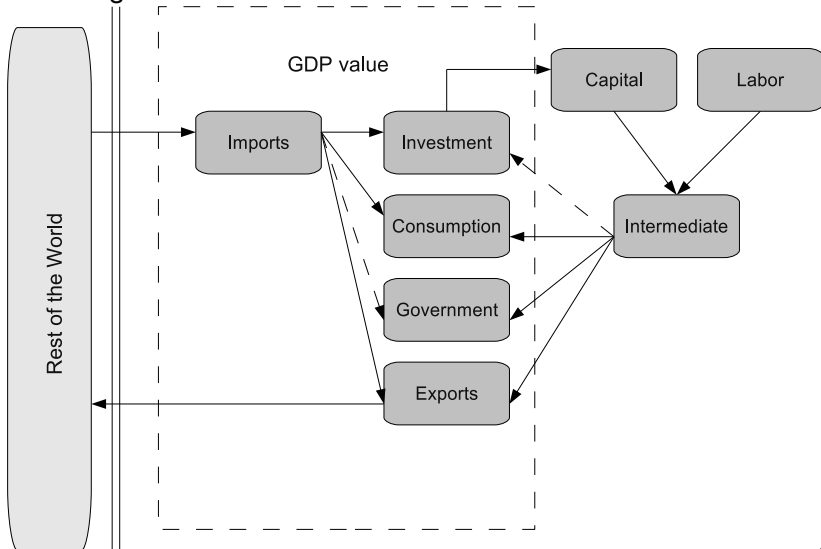 GDP value
Capital
Labor
Imports
Investment
Consumption
Intermediate
Government
Exports
Rest of the World